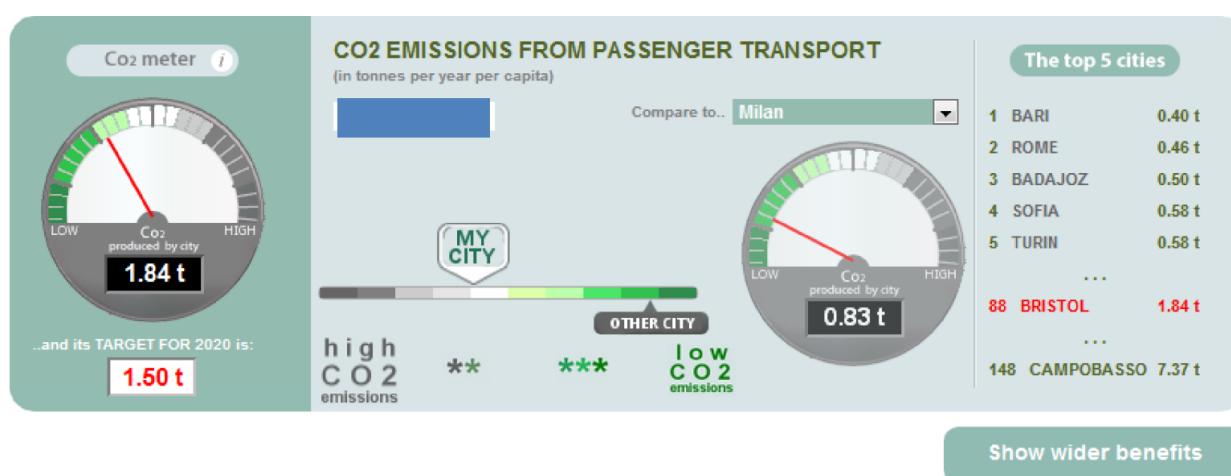 Co2 meter i
LOW HIGH
Co2
produced by city
1.84 t
..and its TARGET FOR 2020 is:
1.50 t
CO2 EMISSIONS FROM PASSENGER TRANSPORT
(in tonnes per year per capita)
Compare to.. Milan
MY
CITY
OTHER CITY
high
CO2
emissions
**
***
low
CO2
emissions
LOW HIGH
Co2
produced by city
0.83 t
The top 5 cities
1 BARI 0.40 t
2 ROME 0.46 t
3 BADAJOZ 0.50 t
4 SOFIA 0.58 t
5 TURIN 0.58 t
...
88 BRISTOL 1.84 t
...
148 CAMPOBASSO 7.37 t
Show wider benefits